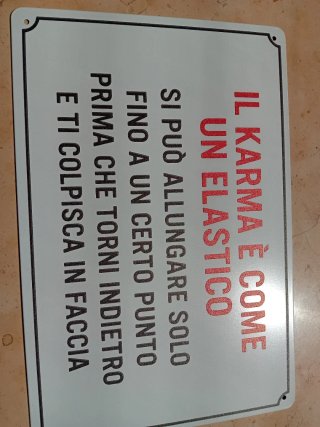 IL KARMA È COME
UN ELASTICO
SI PUÒ ALLUNGARE SOLO
FINO A UN CERTO PUNTO
PRIMA CHE TORNI INDIETRO
E TI COLPISCA IN FACCIA